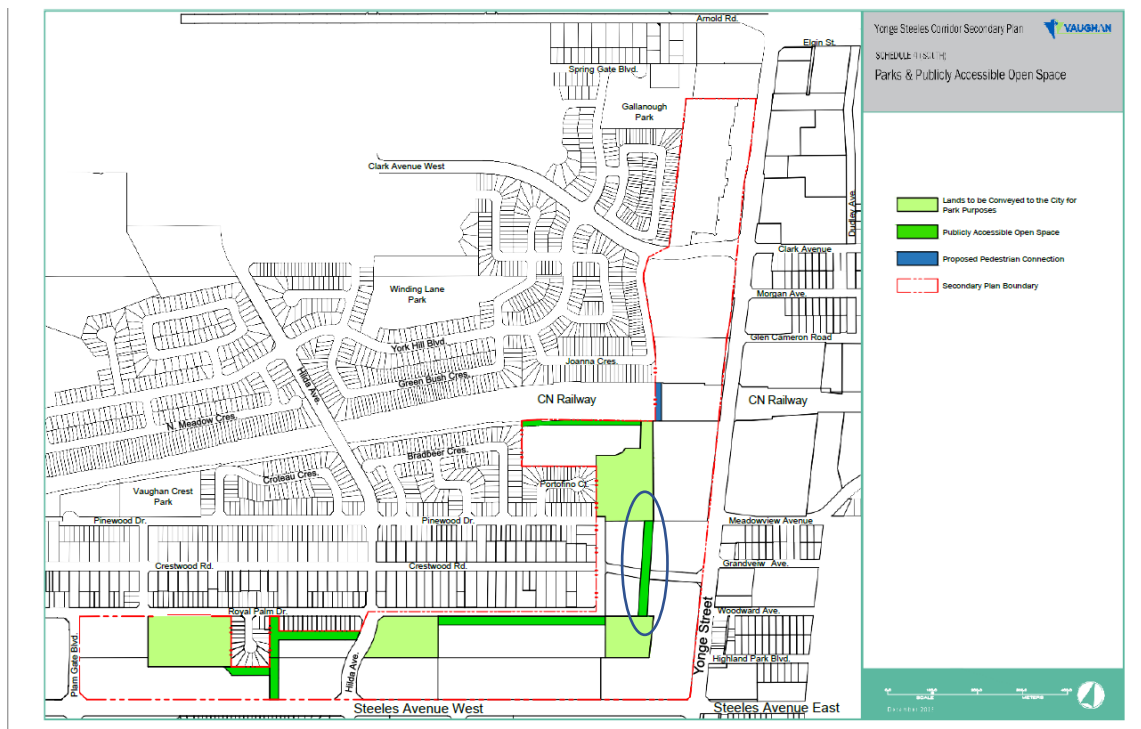 Yonge Steeles Corridor Secondary Plan
VAUGHAN
SCHEDULE 4 (SOUTH)
Parks & Publicly Accessible Open Space
Lands to be Conveyed to the City for
Park Purposes
Publicly Accessible Open Space
Proposed Pedestrian Connection
Secondary Plan Boundary
Arnold Rd.
Elgin St.
Spring Gate Blvd.
Gallanough
Park
Clark Avenue West
Dudley Ave.
Clark Avenue
Winding Lane
Park
Morgan Ave.
York Hill Blvd.
Glen Cameron Road
Joanna Cres.
Green Bush Cres.
Hilda Ave.
CN Railway
CN Railway
N. Meadow Cres.
Bradbeer Cres.
Croteau Cres.
Portofino Ct.
Vaughan Crest
Park
Pinewood Dr.
Pinewood Dr.
Meadowview Avenue
Crestwood Rd.
Crestwood Rd.
Grandveiw Ave.
Royal Palm Dr.
Woodward Ave.
Yonge Street
Plam Gate Blvd.
Hilda Ave.
Highland Park Blvd.
Steeles Avenue West
Steeles Avenue East
SCALE
METERS
December 2021